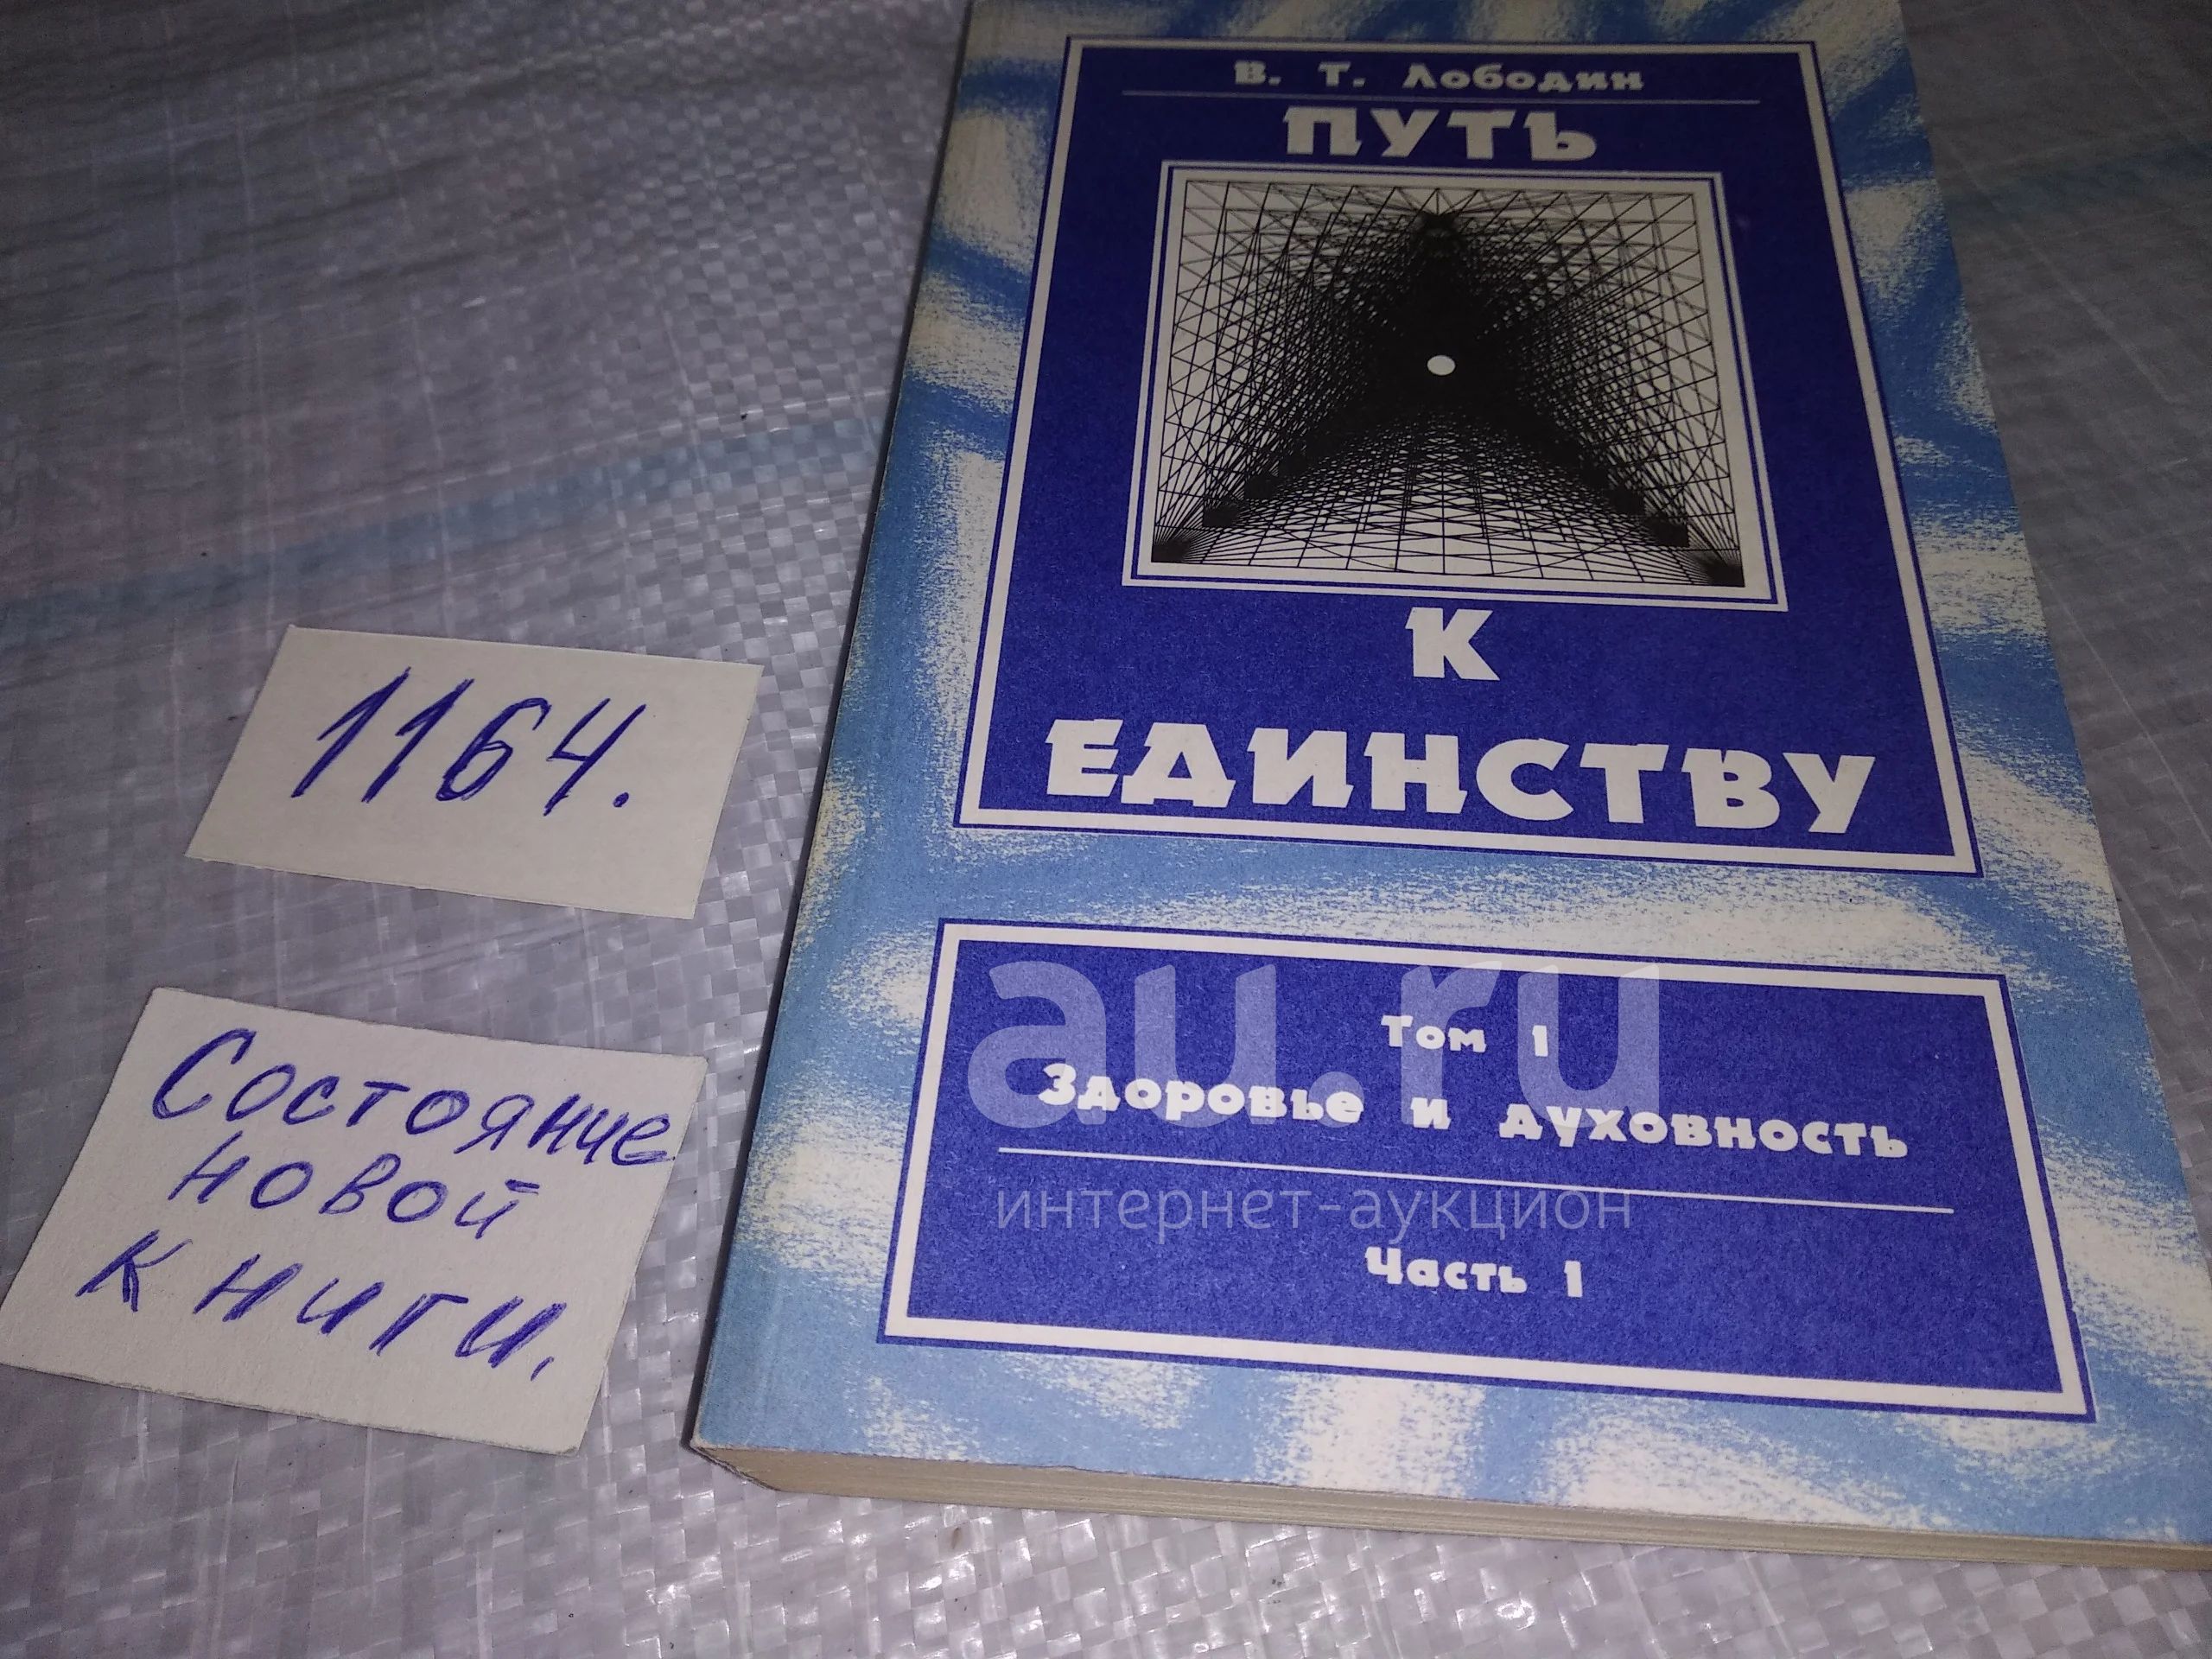 В. Т. Лободин
ПУТЬ
К
ЕДИНСТВУ
Том 1
Здоровье и духовность
Часть 1
1164.
Состояние
новой
книги.
au.ru
интернет-аукцион